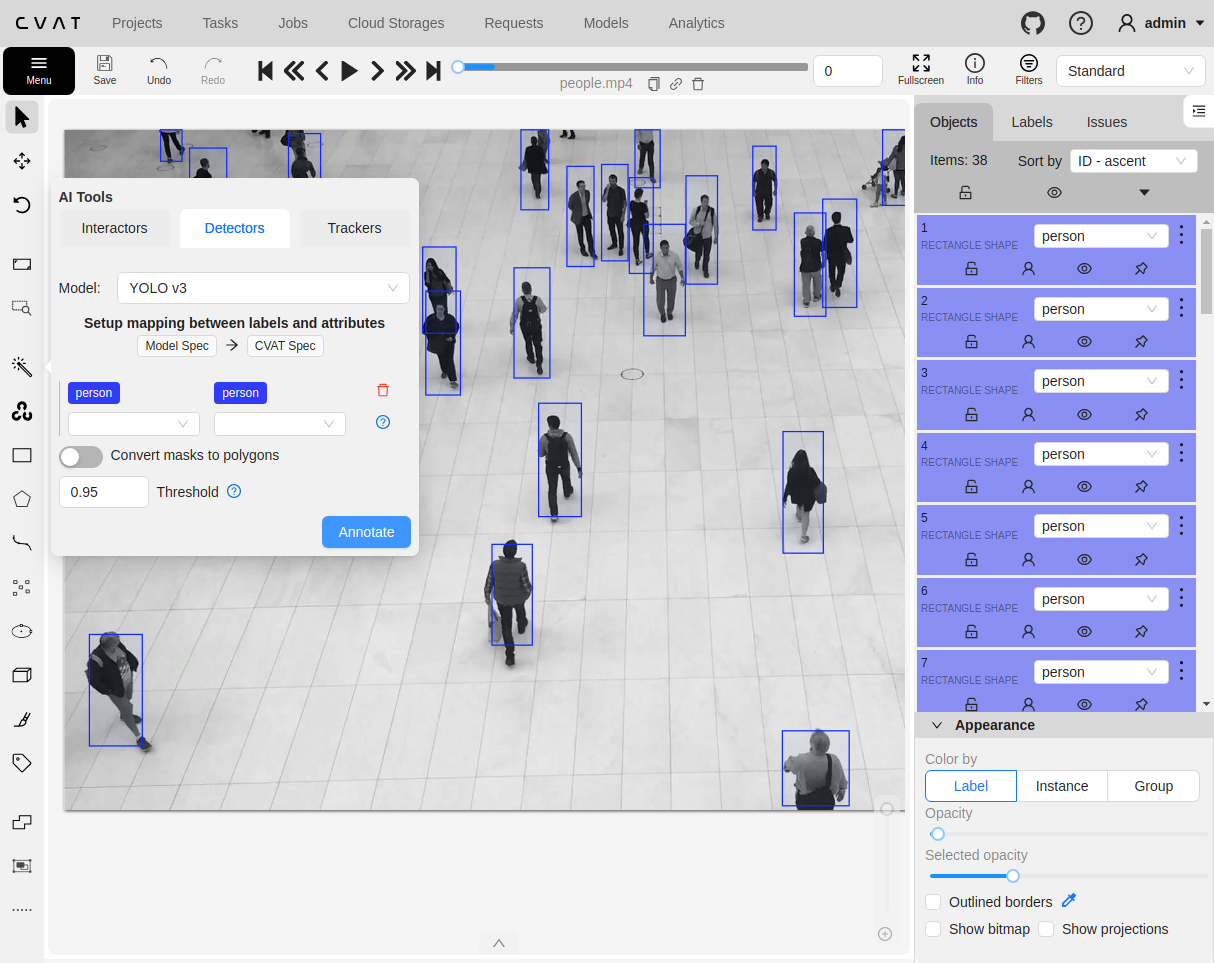 CVAT Projects Tasks Jobs Cloud Storages Requests Models Analytics admin
Menu Save Undo Redo people.mp4 0 Fullscreen Info Filters Standard
AI Tools
Interactors Detectors Trackers
Model: YOLO v3
Setup mapping between labels and attributes
Model Spec CVAT Spec
person person
Convert masks to polygons
0.95 Threshold
Annotate
Objects Labels Issues
Items: 38 Sort by ID - ascent
1 person
RECTANGLE SHAPE
2 person
RECTANGLE SHAPE
3 person
RECTANGLE SHAPE
4 person
RECTANGLE SHAPE
5 person
RECTANGLE SHAPE
6 person
RECTANGLE SHAPE
7 person
RECTANGLE SHAPE
Appearance
Color by
Label Instance Group
Opacity
Selected opacity
Outlined borders
Show bitmap Show projections